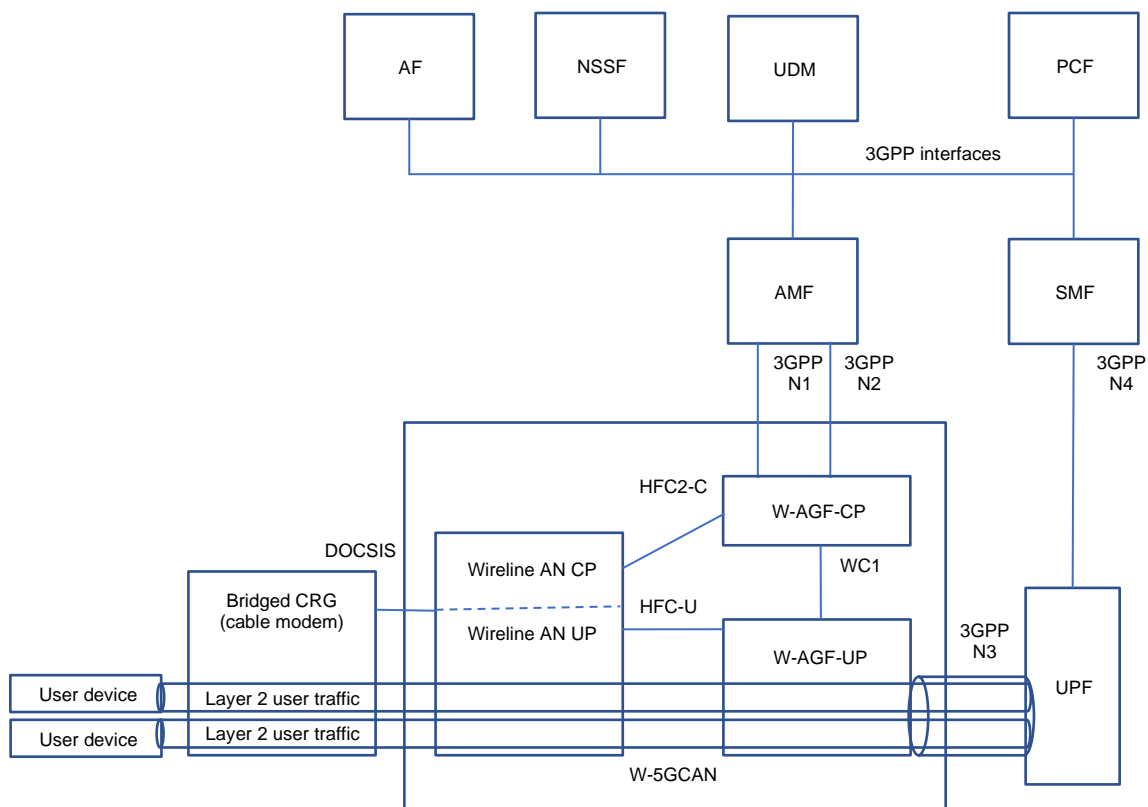 AF
NSSF
UDM
PCF
3GPP interfaces
AMF
SMF
3GPP
N1
3GPP
N2
3GPP
N4
HFC2-C
W-AGF-CP
DOCSIS
Wireline AN CP
WC1
Bridged CRG
(cable modem)
HFC-U
Wireline AN UP
W-AGF-UP
3GPP
N3
User device
Layer 2 user traffic
UPF
User device
Layer 2 user traffic
W-5GCAN